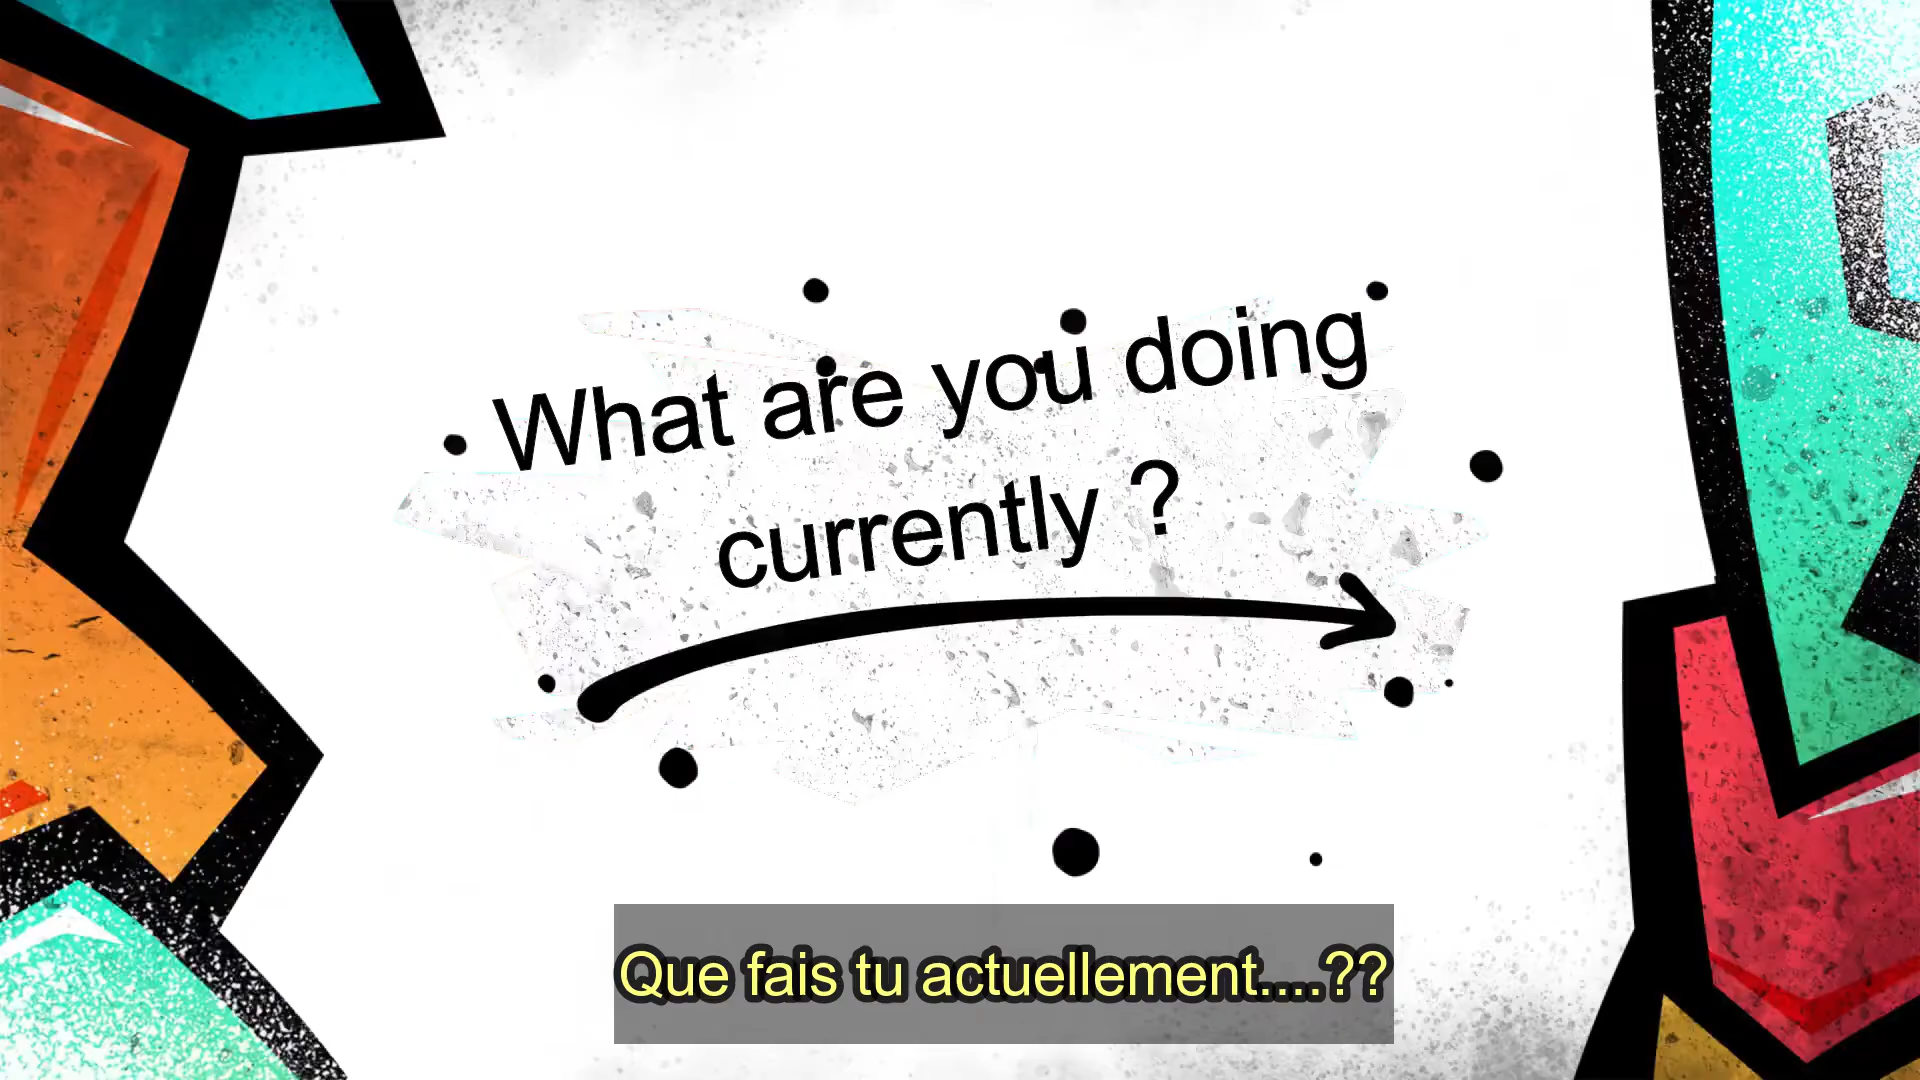 What are you doing
currently ?
Que fais tu actuellement....??